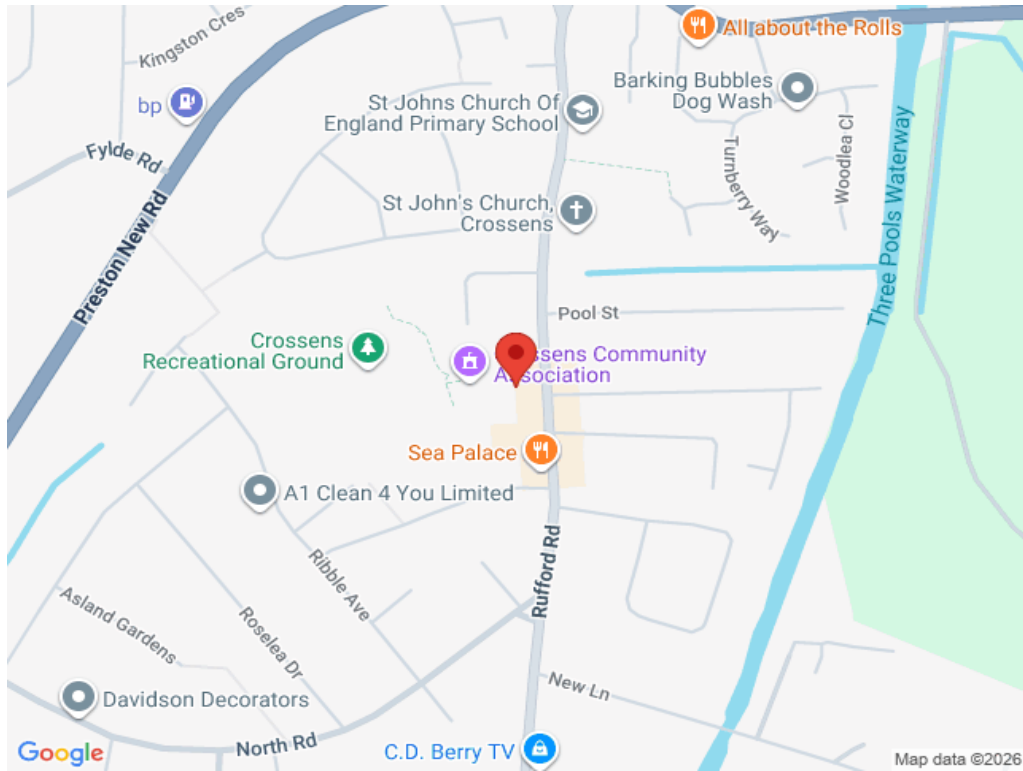 Kingston Cres
All about the Rolls
bp
St Johns Church Of
England Primary School
Barking Bubbles
Dog Wash
Fylde Rd
Woodlea Cl
Turnberry Way
St John's Church,
Crossens
Three Pools Waterway
Preston New Rd
Pool St
Crossens
Recreational Ground
Crossens Community
Association
Sea Palace
A1 Clean 4 You Limited
Rufford Rd
Ribble Ave
Asland Gardens
Roselea Dr
New Ln
Davidson Decorators
North Rd
C.D. Berry TV
Google
Map data ©2026